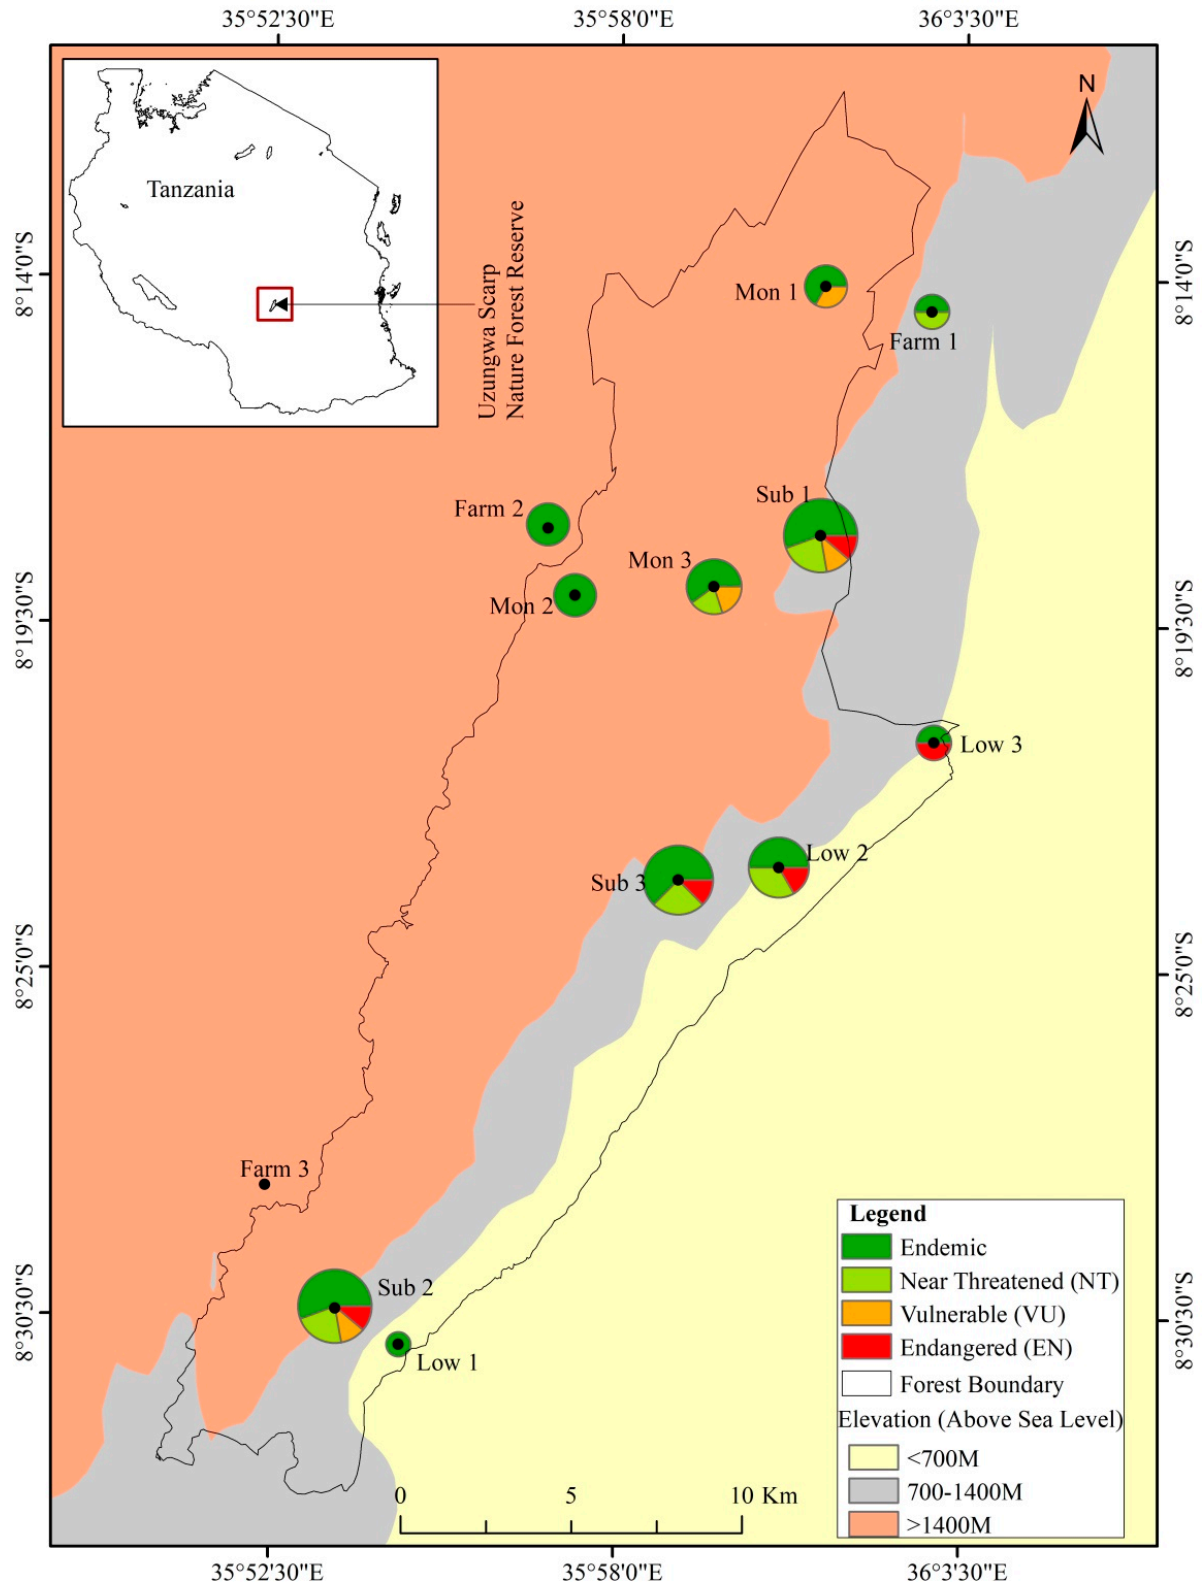 35°52'30"E
35°58'0"E
36°3'30"E
N
Tanzania
Uzungwa Scarp
Nature Forest Reserve
8°14'0"S
8°14'0"S
Mon 1
Farm 1
Sub 1
Farm 2
Mon 3
Mon 2
8°19'30"S
8°19'30"S
Low 3
Low 2
Sub 3
8°25'0"S
8°25'0"S
Farm 3
Sub 2
8°30'30"S
8°30'30"S
Low 1
Legend
Endemic
Near Threatened (NT)
Vulnerable (VU)
Endangered (EN)
Forest Boundary
Elevation (Above Sea Level)
<700M
700-1400M
>1400M
0 5 10 Km
35°52'30"E
35°58'0"E
36°3'30"E